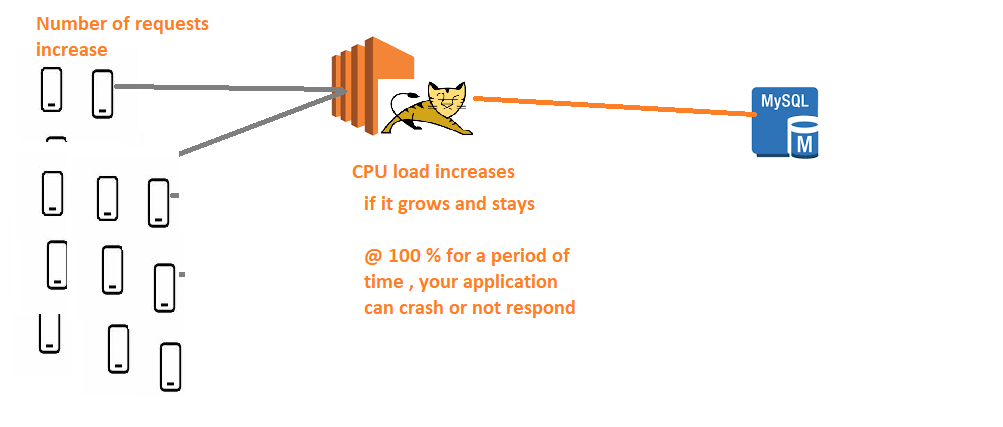 Number of requests
increase
MySQL
M
CPU load increases
if it grows and stays
@ 100 % for a period of
time , your application
can crash or not respond